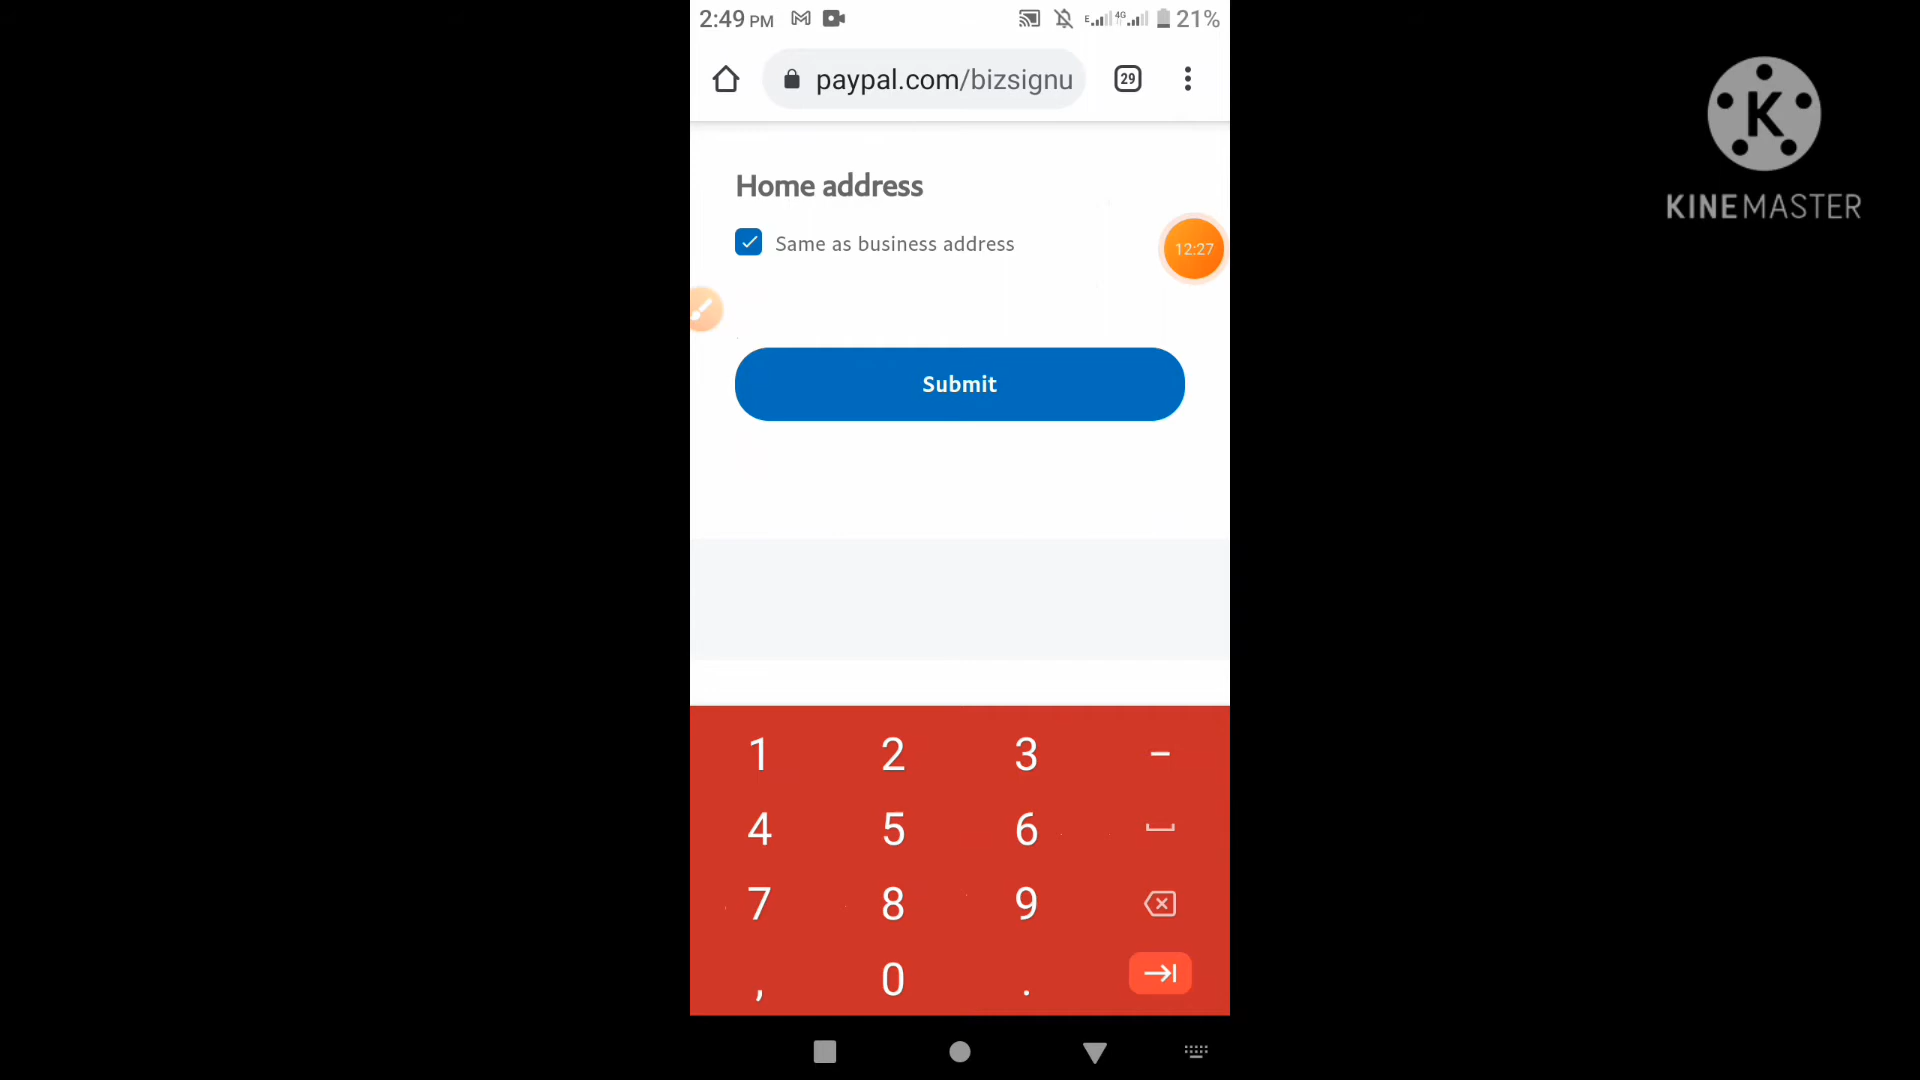 2:49 PM
E 4G 21%
paypal.com/bizsignu
29
Home address
Same as business address
12:27
Submit
1 2 3 -
4 5 6
7 8 9
, 0 .
K
KINEMASTER